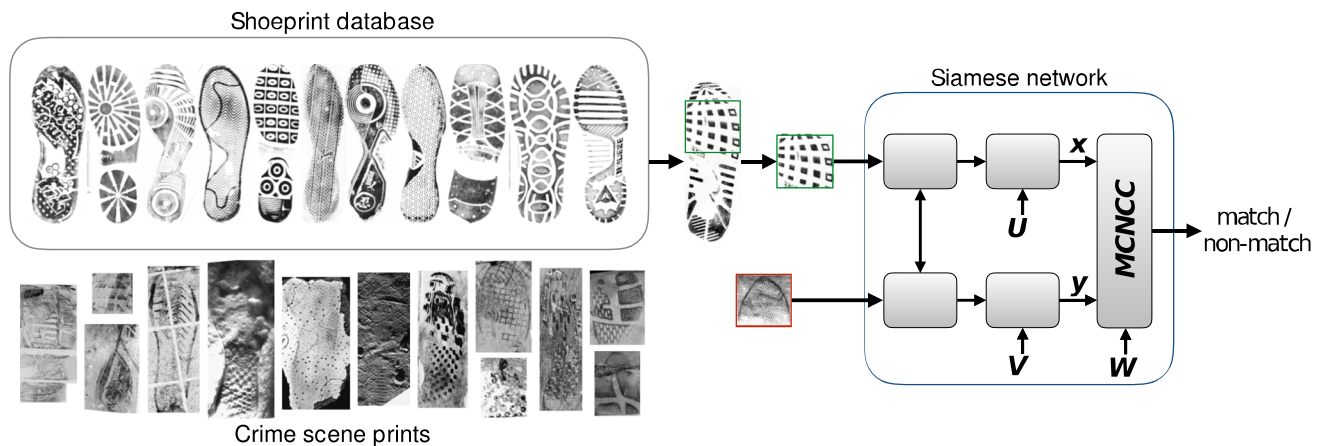 Shoeprint database
Siamese network
x
U
MCNCC
match /
non-match
y
V
W
Crime scene prints